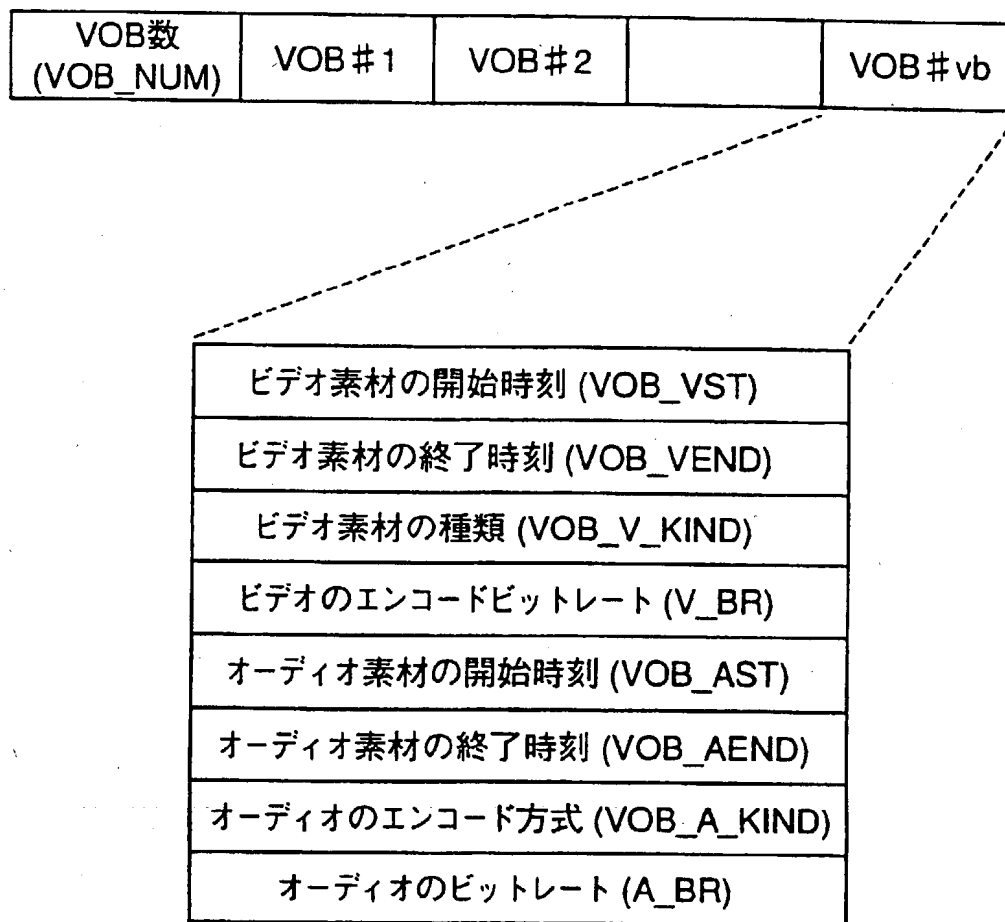 VOB数
(VOB_NUM)
VOB#1
VOB#2
VOB#vb
ビデオ素材の開始時刻 (VOB_VST)
ビデオ素材の終了時刻 (VOB_VEND)
ビデオ素材の種類 (VOB_V_KIND)
ビデオのエンコードビットレート (V_BR)
オーディオ素材の開始時刻 (VOB_AST)
オーディオ素材の終了時刻 (VOB_AEND)
オーディオのエンコード方式 (VOB_A_KIND)
オーディオのビットレート (A_BR)